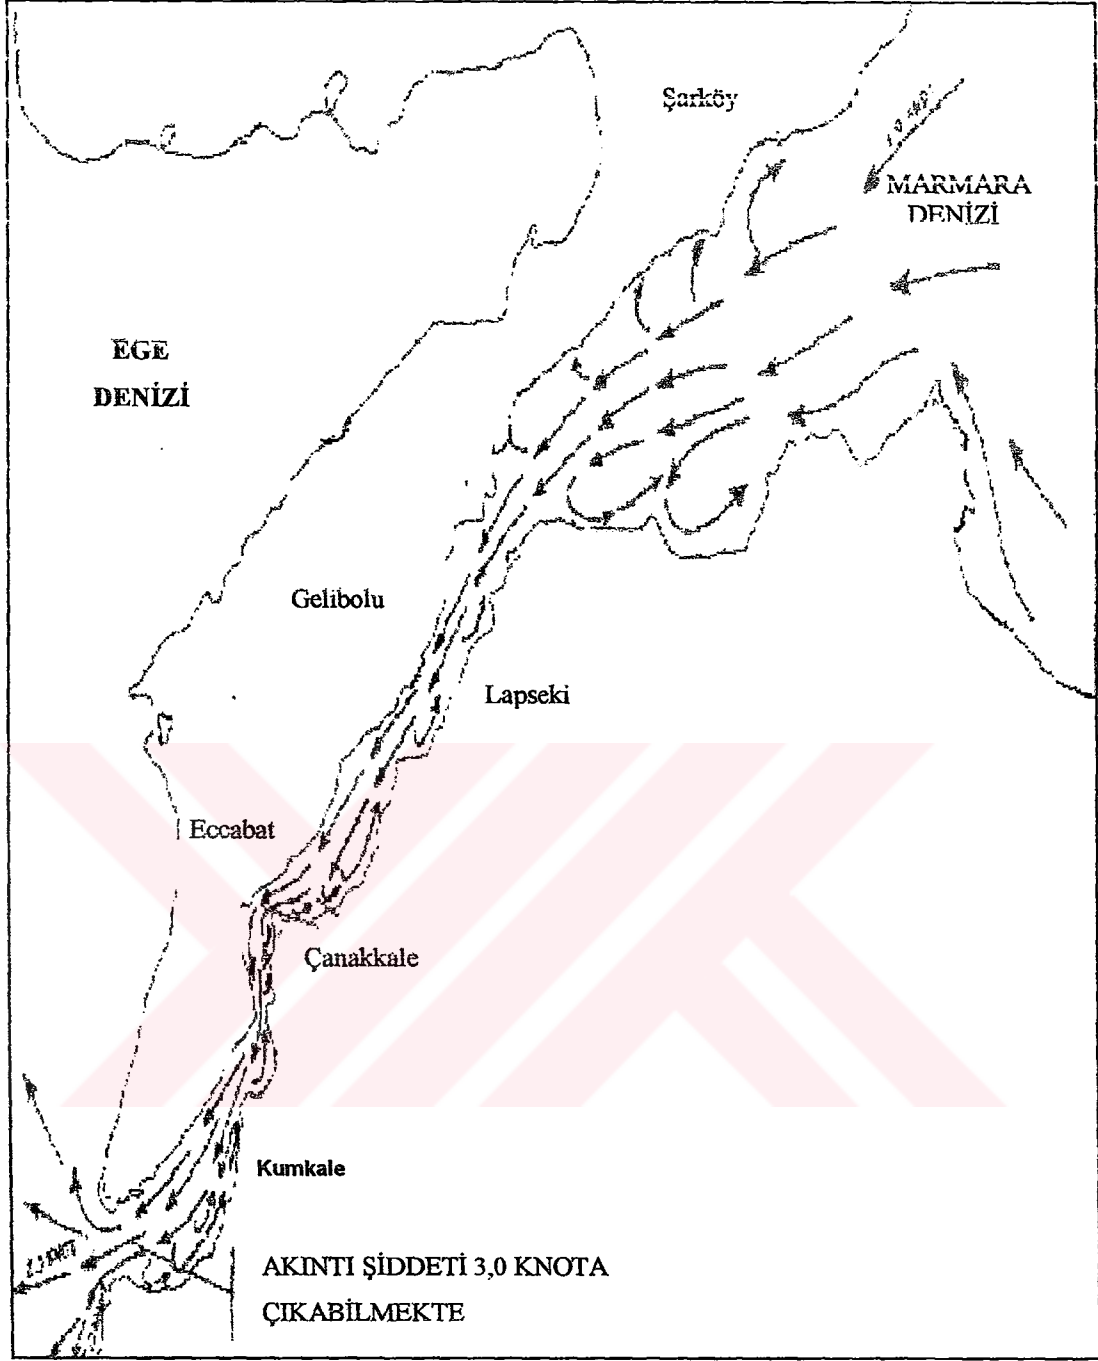 Şarköy
MARMARA
DENİZİ
EGE
DENİZİ
Gelibolu
Lapseki
Eccabat
Çanakkale
Kumkale
AKINTI ŞİDDETİ 3,0 KNOTA
ÇIKABİLMEKTE